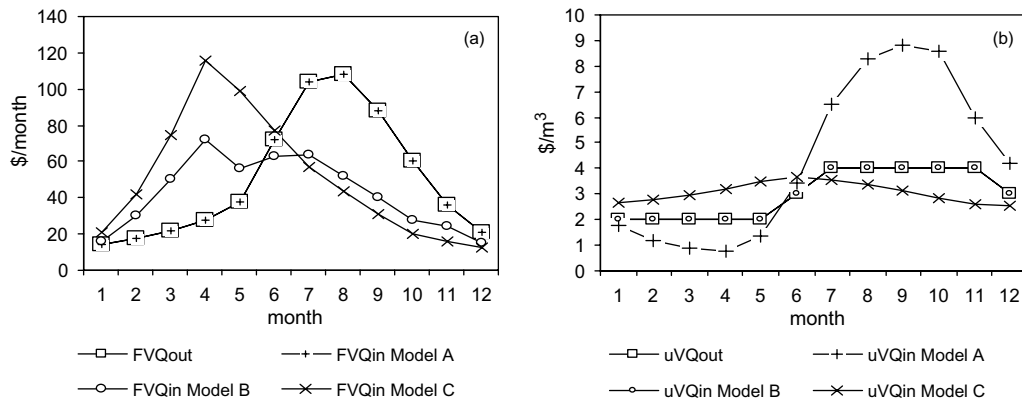 140
120
100
80
60
40
20
0
$/month
(a)
1 2 3 4 5 6 7 8 9 10 11 12
month
FVQout FVQin Model A
FVQin Model B FVQin Model C
10
9
8
7
6
5
4
3
2
1
0
$/m³
(b)
1 2 3 4 5 6 7 8 9 10 11 12
month
uVQout uVQin Model A
uVQin Model B uVQin Model C